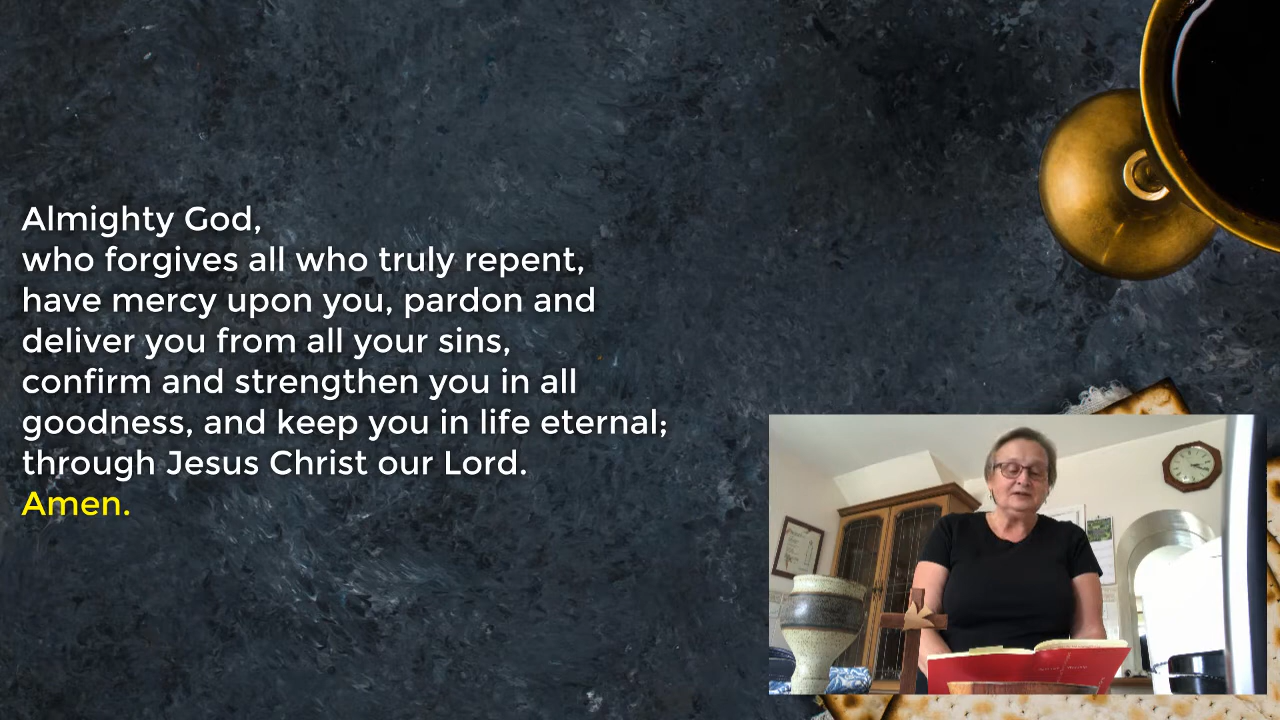 Almighty God,
who forgives all who truly repent,
have mercy upon you, pardon and
deliver you from all your sins,
confirm and strengthen you in all
goodness, and keep you in life eternal;
through Jesus Christ our Lord.
Amen.